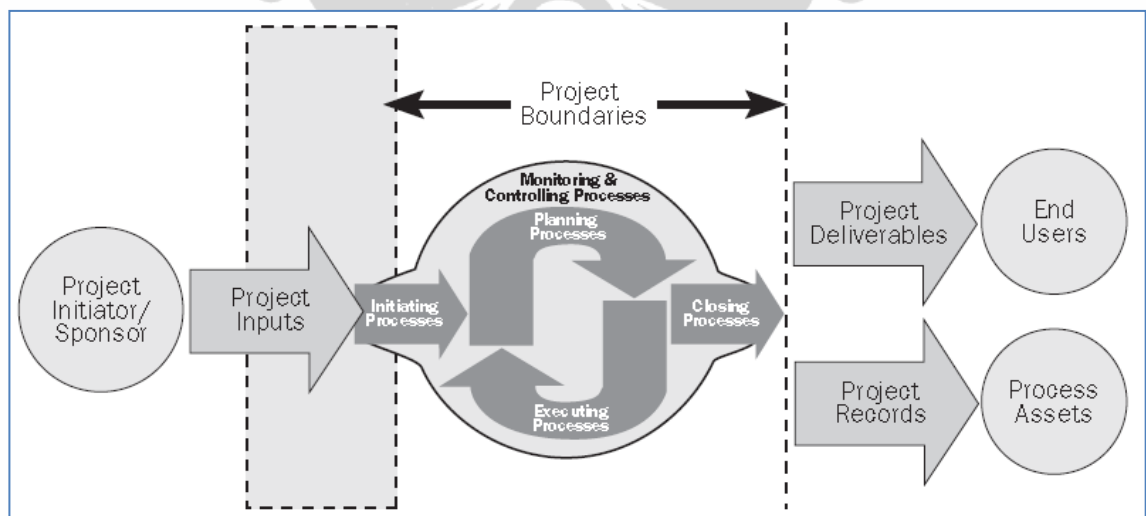 Project
Boundaries
Monitoring &
Controlling Processes
Planning
Processes
Project
Initiator/
Sponsor
Project
Inputs
Initiating
Processes
Closing
Processes
Executing
Processes
Project
Deliverables
End
Users
Project
Records
Process
Assets